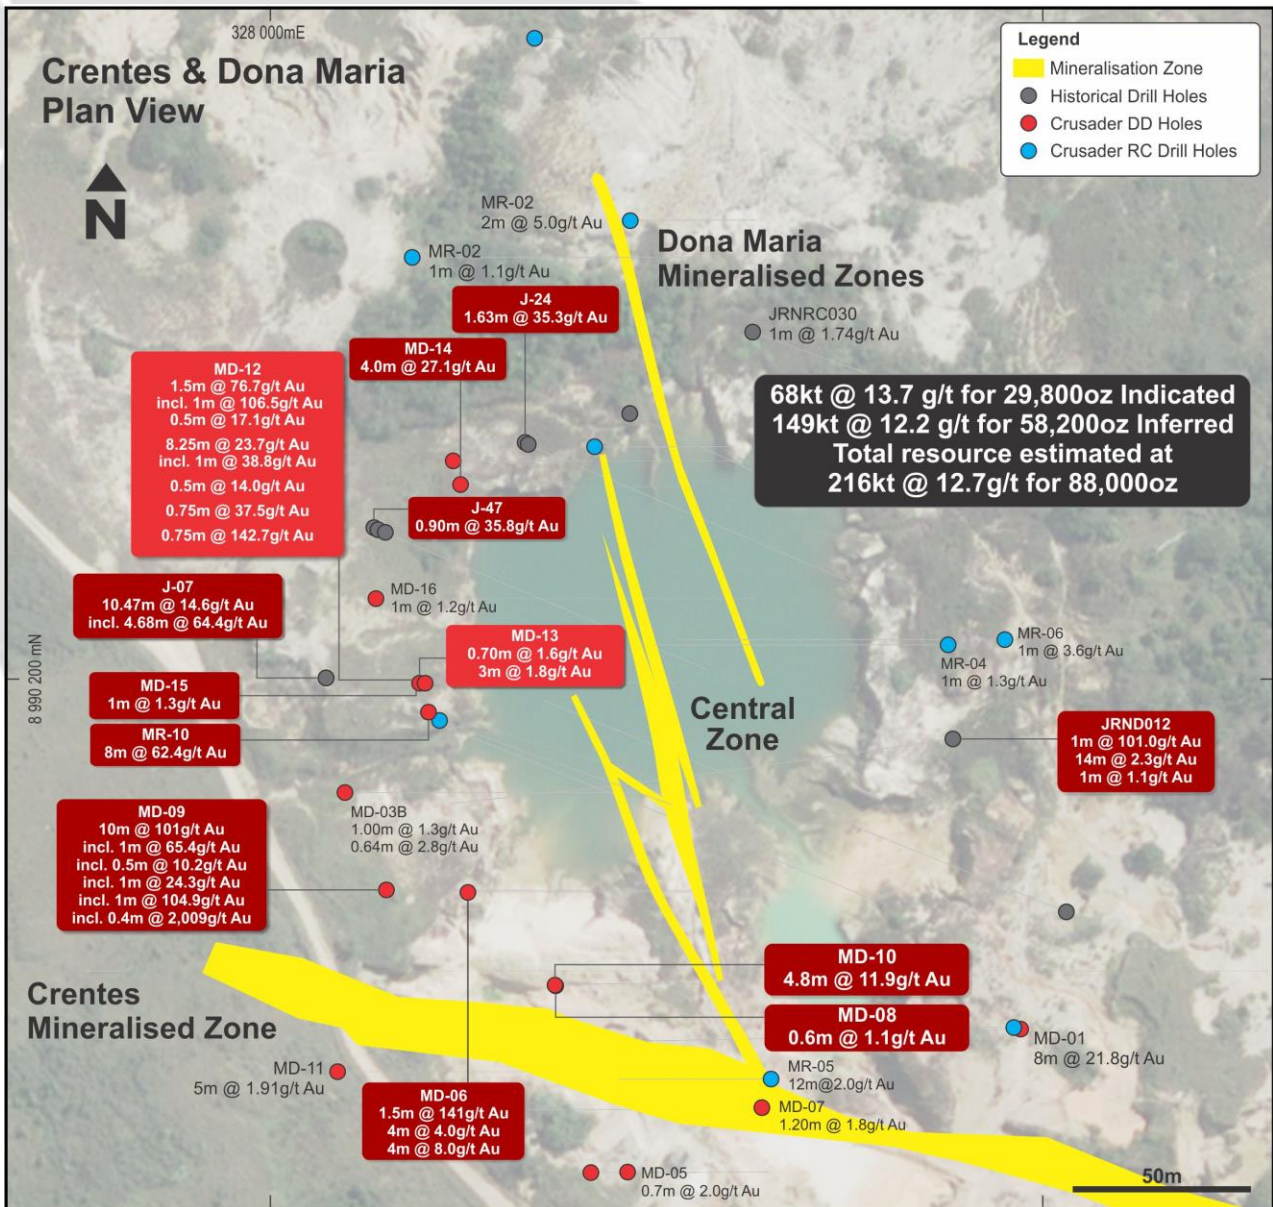 328 000mE
Crentes & Dona Maria
Plan View
N
Legend
Mineralisation Zone
Historical Drill Holes
Crusader DD Holes
Crusader RC Drill Holes
MR-02
2m @ 5.0g/t Au
MR-02
1m @ 1.1g/t Au
Dona Maria
Mineralised Zones
J-24
1.63m @ 35.3g/t Au
JRNRC030
1m @ 1.74g/t Au
MD-14
4.0m @ 27.1g/t Au
MD-12
1.5m @ 76.7g/t Au
incl. 1m @ 106.5g/t Au
0.5m @ 17.1g/t Au
8.25m @ 23.7g/t Au
incl. 1m @ 38.8g/t Au
0.5m @ 14.0g/t Au
0.75m @ 37.5g/t Au
0.75m @ 142.7g/t Au
68kt @ 13.7 g/t for 29,800oz Indicated
149kt @ 12.2 g/t for 58,200oz Inferred
Total resource estimated at
216kt @ 12.7g/t for 88,000oz
J-47
0.90m @ 35.8g/t Au
J-07
10.47m @ 14.6g/t Au
incl. 4.68m @ 64.4g/t Au
MD-16
1m @ 1.2g/t Au
MD-13
0.70m @ 1.6g/t Au
3m @ 1.8g/t Au
MR-06
1m @ 3.6g/t Au
MR-04
1m @ 1.3g/t Au
8 990 200 mN
MD-15
1m @ 1.3g/t Au
MR-10
8m @ 62.4g/t Au
Central
Zone
JRND012
1m @ 101.0g/t Au
14m @ 2.3g/t Au
1m @ 1.1g/t Au
MD-03B
1.00m @ 1.3g/t Au
0.64m @ 2.8g/t Au
MD-09
10m @ 101g/t Au
incl. 1m @ 65.4g/t Au
incl. 0.5m @ 10.2g/t Au
incl. 1m @ 24.3g/t Au
incl. 1m @ 104.9g/t Au
incl. 0.4m @ 2,009g/t Au
MD-10
4.8m @ 11.9g/t Au
MD-08
0.6m @ 1.1g/t Au
Crentes
Mineralised Zone
MD-01
8m @ 21.8g/t Au
MD-11
5m @ 1.91g/t Au
MR-05
12m@2.0g/t Au
MD-06
1.5m @ 141g/t Au
4m @ 4.0g/t Au
4m @ 8.0g/t Au
MD-07
1.20m @ 1.8g/t Au
MD-05
0.7m @ 2.0g/t Au
50m